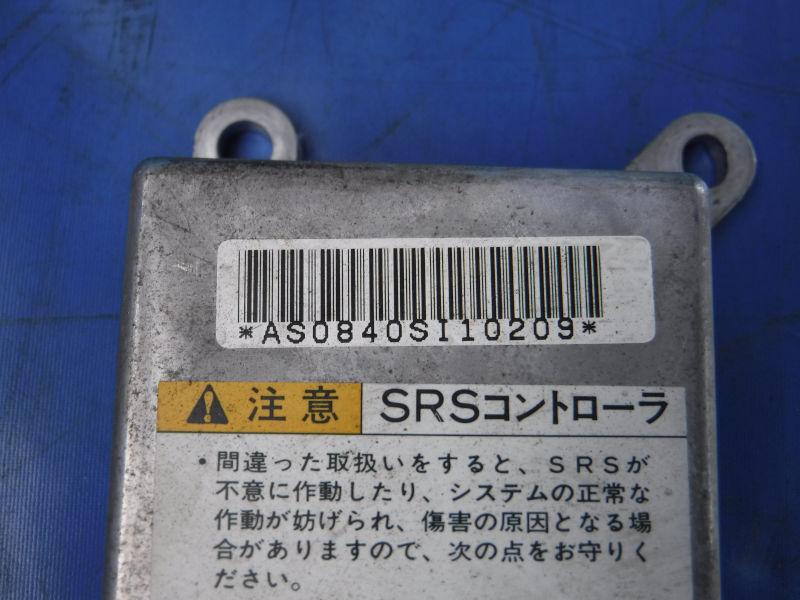 *AS0840SI10209*
注意 SRSコントローラ
・間違った取扱いをすると、SRSが
不意に作動したり、システムの正常な
作動が妨げられ、傷害の原因となる場
合がありますので、次の点をお守りく
ださい。